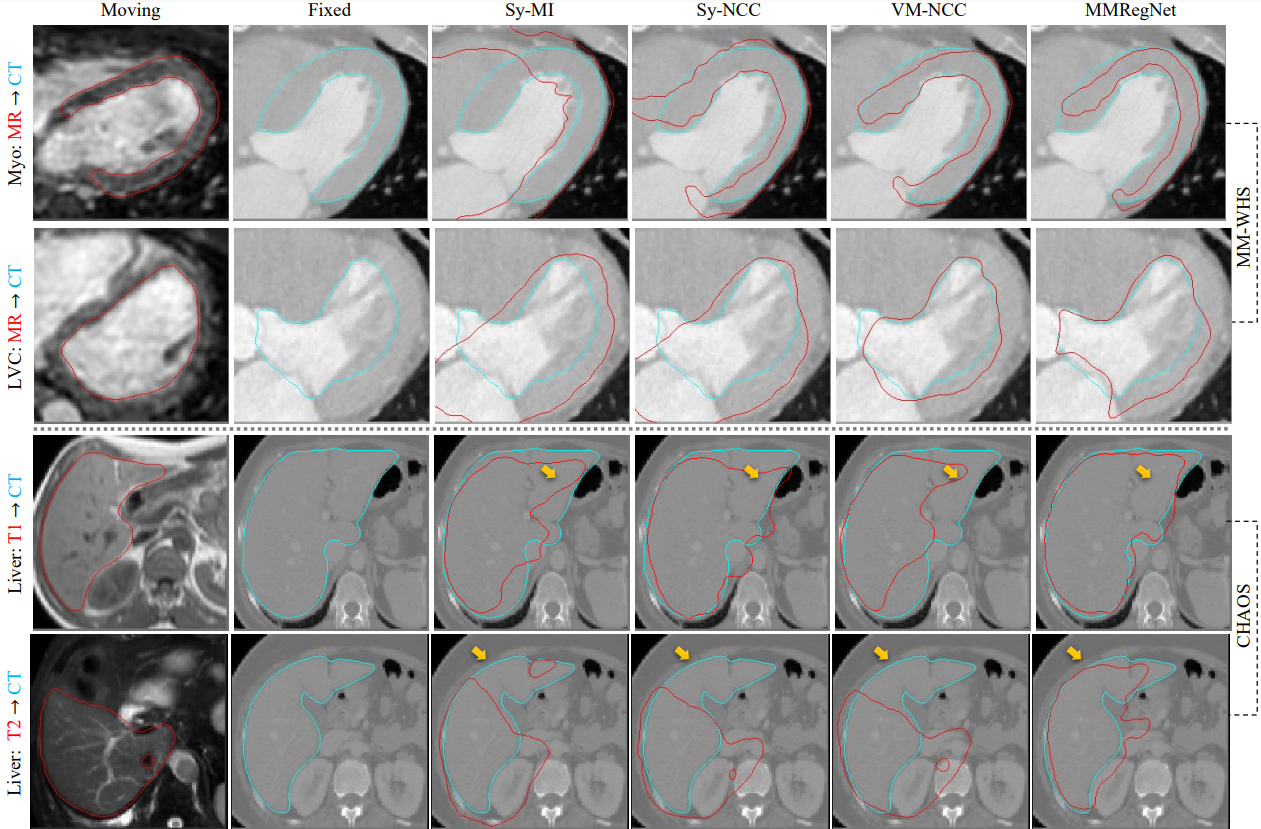 Moving Fixed Sy-MI Sy-NCC VM-NCC MMRegNet
Myo: MR → CT
LVC: MR → CT
MM-WHS
Liver: T1 → CT
Liver: T2 → CT
CHAOS